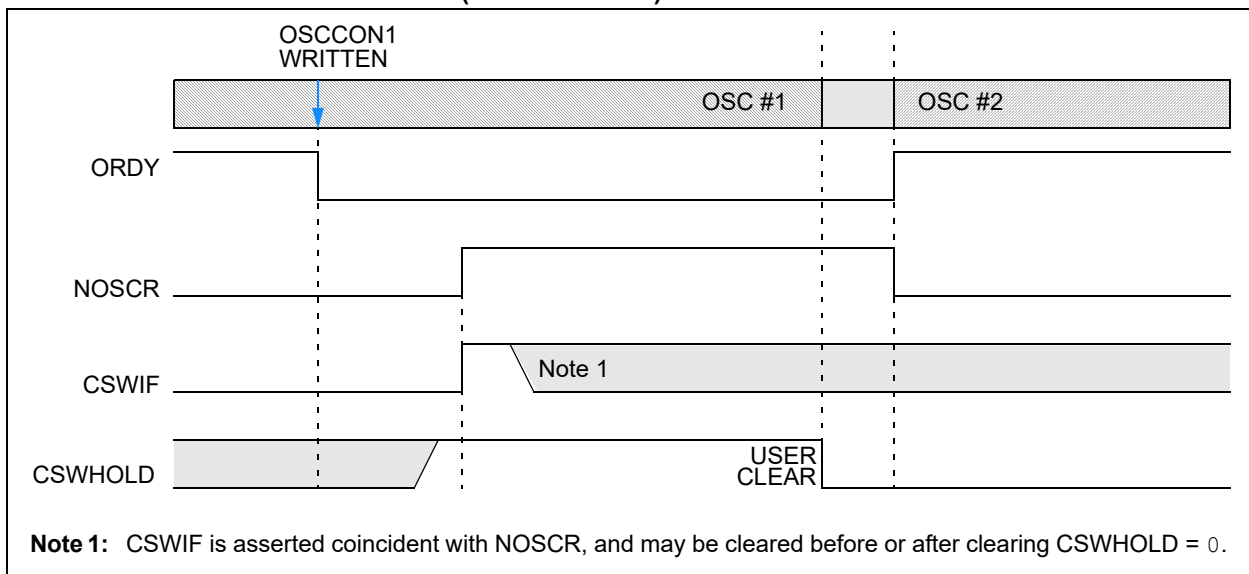 OSCCON1
WRITTEN
OSC #1
OSC #2
ORDY
NOSCR
CSWIF
Note 1
CSWHOLD
USER
CLEAR
Note 1: CSWIF is asserted coincident with NOSCR, and may be cleared before or after clearing CSWHOLD = 0.